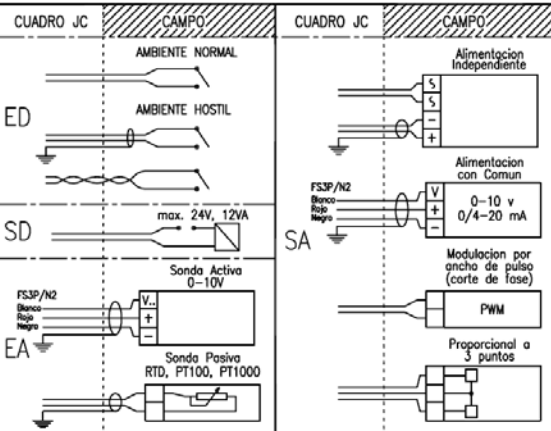 CUADRO JC
CAMPO
AMBIENTE NORMAL
ED
AMBIENTE HOSTIL
SD
max. 24V, 12VA
Sonda Activa
0-10V
FS3P/N2
Blanco
Rojo
Negro
V..
+
-
EA
Sonda Pasiva
RTD, PT100, PT1000
CUADRO JC
CAMPO
Alimentacion
Independiente
S
S
-
+
Alimentacion
con Comun
FS3P/N2
Blanco
Rojo
Negro
V
+
-
0-10 v
0/4-20 mA
SA
Modulacion por
ancho de pulso
(corte de fase)
PWM
Proporcional a
3 puntos